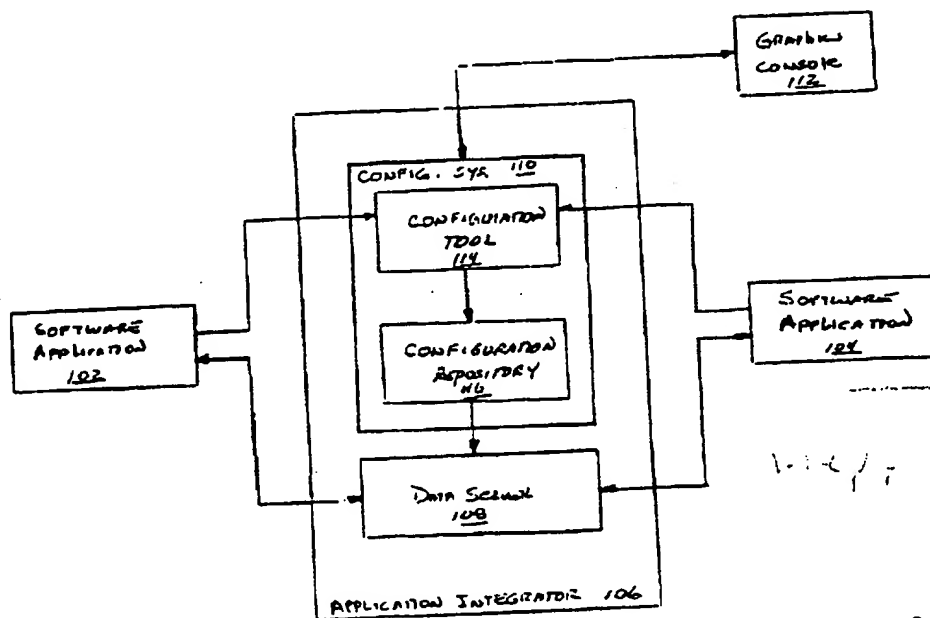 GRAPHICS
CONSOLE
112
CONFIG. SYS 110
CONFIGURATION
TOOL
114
SOFTWARE
APPLICATION
102
CONFIGURATION
REPOSITORY
116
SOFTWARE
APPLICATION
104
DATA SERVER
108
APPLICATION INTEGRATOR 106